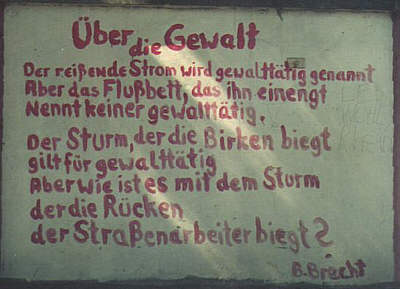 Über
die Gewalt
Der reißende Strom wird gewalttätig genannt
Aber das Flußbett, das ihn einengt
Nennt keiner gewalttätig.
Der Sturm, der die Birken biegt
gilt für gewalttätig
Aber wie ist es mit dem Sturm
der die Rücken
der Straßenarbeiter biegt?
B. Brecht